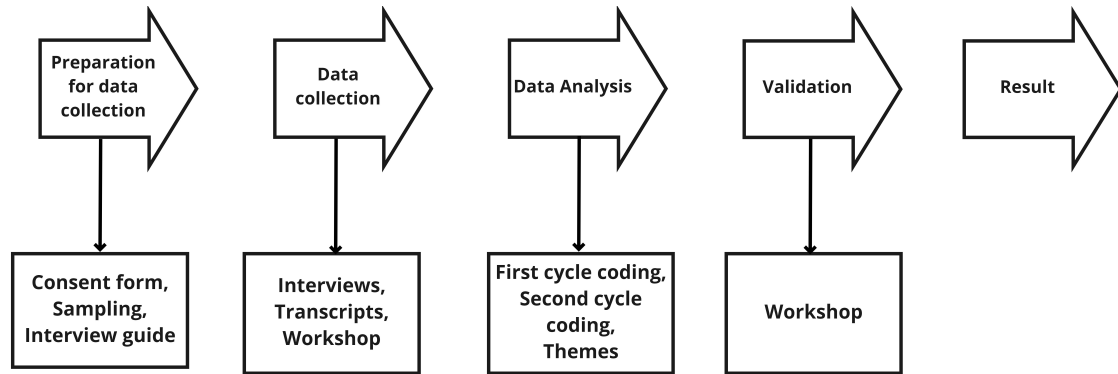 Preparation
for data
collection
Data
collection
Data Analysis
Validation
Result
Consent form,
Sampling,
Interview guide
Interviews,
Transcripts,
Workshop
First cycle coding,
Second cycle
coding,
Themes
Workshop